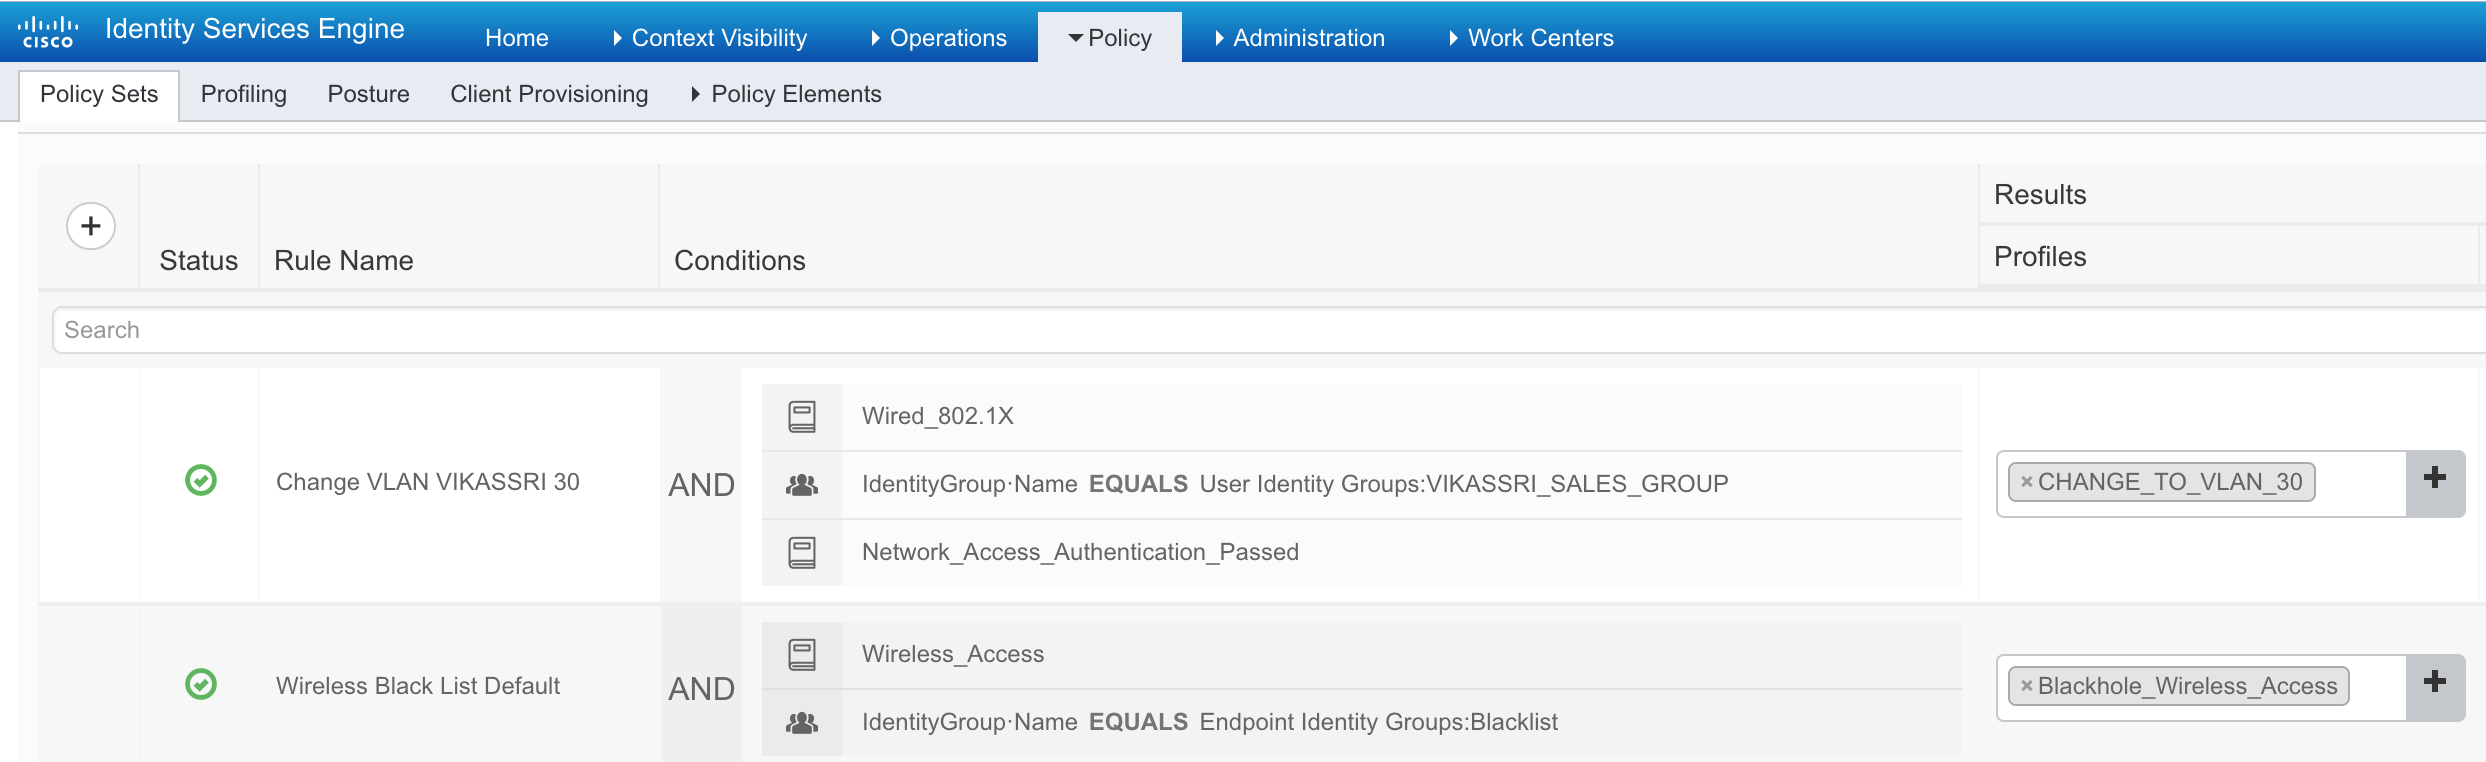 CISCO Identity Services Engine Home Context Visibility Operations Policy Administration Work Centers
Policy Sets Profiling Posture Client Provisioning Policy Elements
Results
+
Status Rule Name Conditions Profiles
Search
Wired_802.1X
Change VLAN VIKASSRI 30 AND IdentityGroup·Name EQUALS User Identity Groups:VIKASSRI_SALES_GROUP × CHANGE_TO_VLAN_30 +
Network_Access_Authentication_Passed
Wireless_Access
Wireless Black List Default AND × Blackhole_Wireless_Access +
IdentityGroup·Name EQUALS Endpoint Identity Groups:Blacklist